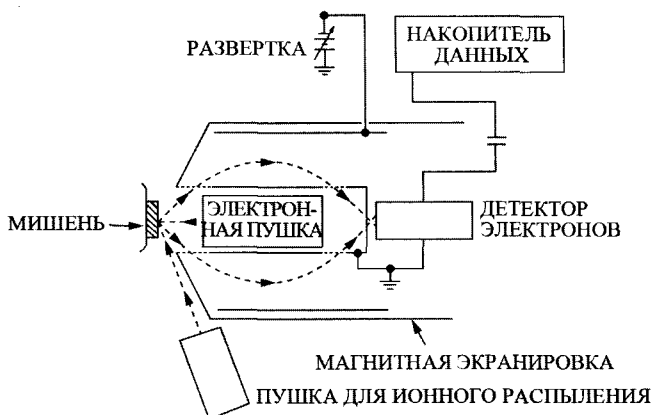 РАЗВЕРТКА
НАКОПИТЕЛЬ
ДАННЫХ
МИШЕНЬ
ЭЛЕКТРОН-
НАЯ ПУШКА
ДЕТЕКТОР
ЭЛЕКТРОНОВ
МАГНИТНАЯ ЭКРАНИРОВКА
ПУШКА ДЛЯ ИОННОГО РАСПЫЛЕНИЯ